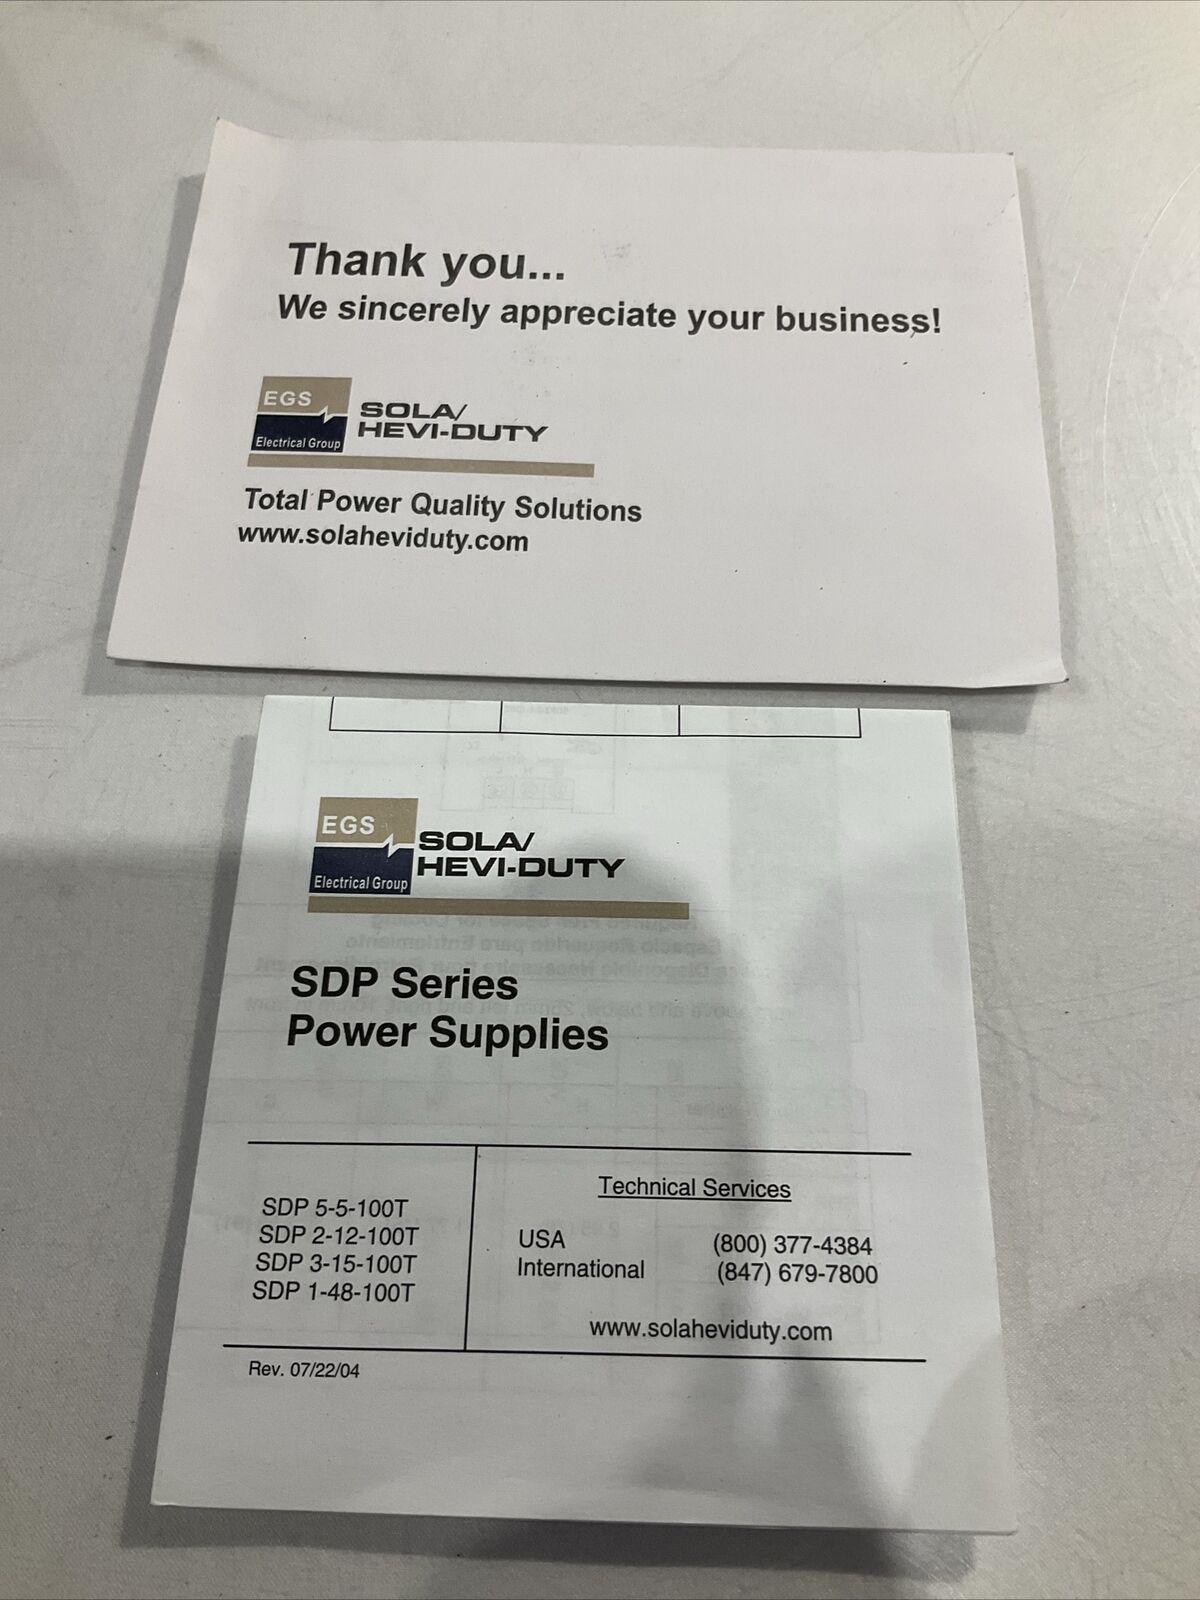 Thank you...
We sincerely appreciate your business!
EGS
Electrical Group
SOLA/
HEVI-DUTY
Total Power Quality Solutions
www.solaheviduty.com
EGS
Electrical Group
SOLA/
HEVI-DUTY
SDP Series
Power Supplies
SDP 5-5-100T
SDP 2-12-100T
SDP 3-15-100T
SDP 1-48-100T
Technical Services
USA (800) 377-4384
International (847) 679-7800
www.solaheviduty.com
Rev. 07/22/04